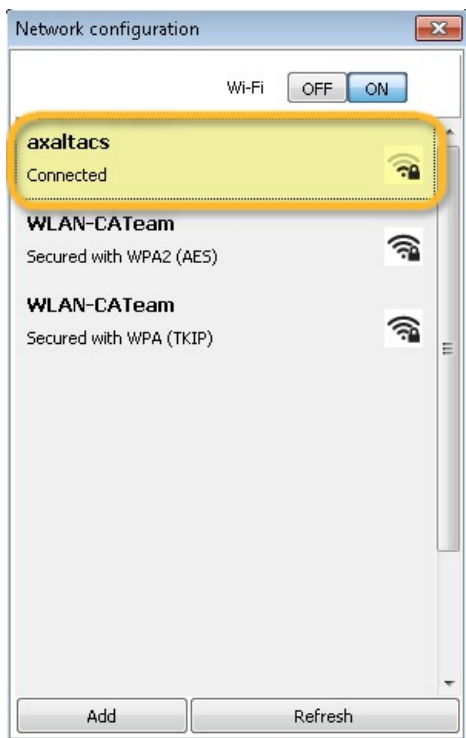 Network configuration
Wi-Fi OFF ON
axaltacs
Connected
WLAN-CATeam
Secured with WPA2 (AES)
WLAN-CATeam
Secured with WPA (TKIP)
Add Refresh